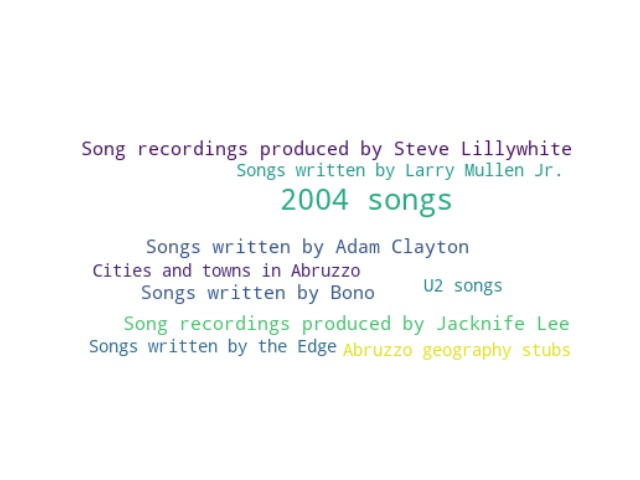 Song recordings produced by Steve Lillywhite
Songs written by Larry Mullen Jr.
2004 songs
Songs written by Adam Clayton
Cities and towns in Abruzzo
U2 songs
Songs written by Bono
Song recordings produced by Jacknife Lee
Songs written by the Edge
Abruzzo geography stubs